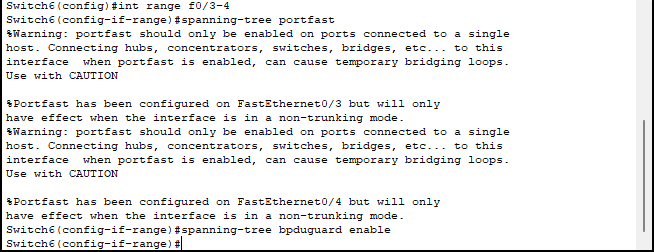 Switch6(config)#int range f0/3-4
Switch6(config-if-range)#spanning-tree portfast
%Warning: portfast should only be enabled on ports connected to a single
host. Connecting hubs, concentrators, switches, bridges, etc... to this
interface  when portfast is enabled, can cause temporary bridging loops.
Use with CAUTION

%Portfast has been configured on FastEthernet0/3 but will only
have effect when the interface is in a non-trunking mode.
%Warning: portfast should only be enabled on ports connected to a single
host. Connecting hubs, concentrators, switches, bridges, etc... to this
interface  when portfast is enabled, can cause temporary bridging loops.
Use with CAUTION

%Portfast has been configured on FastEthernet0/4 but will only
have effect when the interface is in a non-trunking mode.
Switch6(config-if-range)#spanning-tree bpduguard enable
Switch6(config-if-range)#